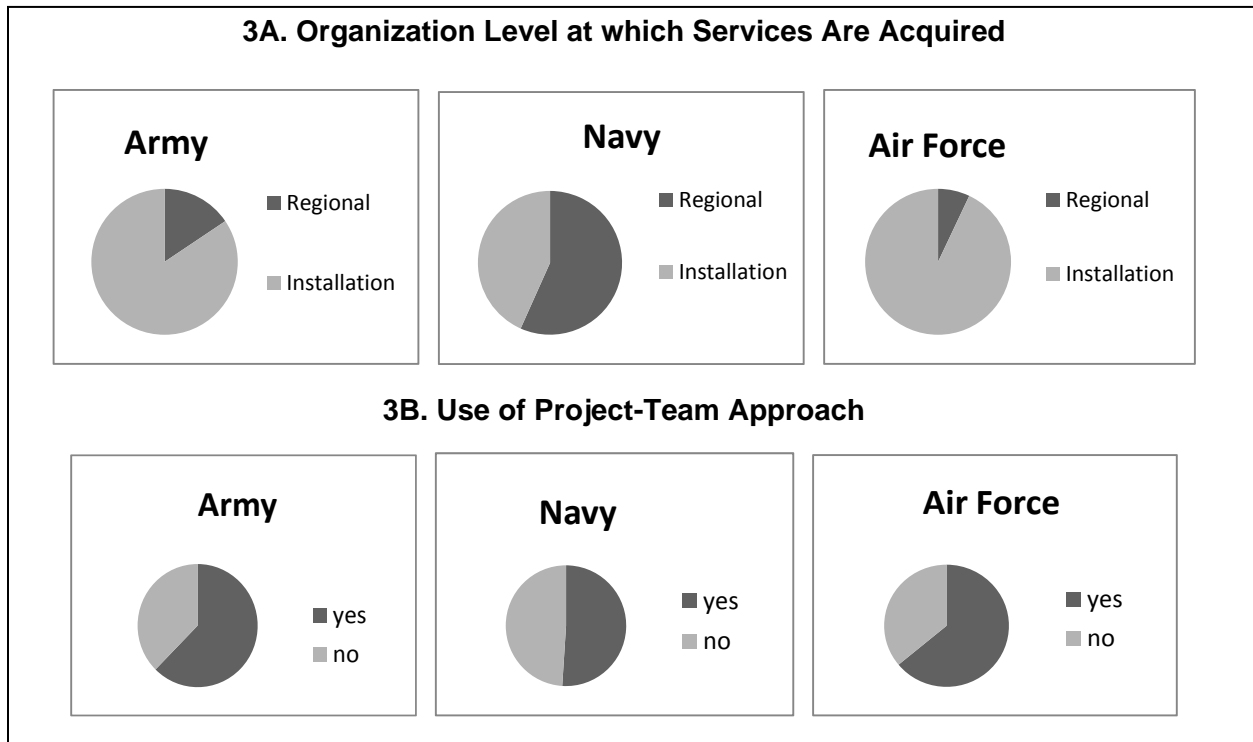 3A. Organization Level at which Services Are Acquired
Army
Regional
Installation
Navy
Regional
Installation
Air Force
Regional
Installation
3B. Use of Project-Team Approach
Army
yes
no
Navy
yes
no
Air Force
yes
no